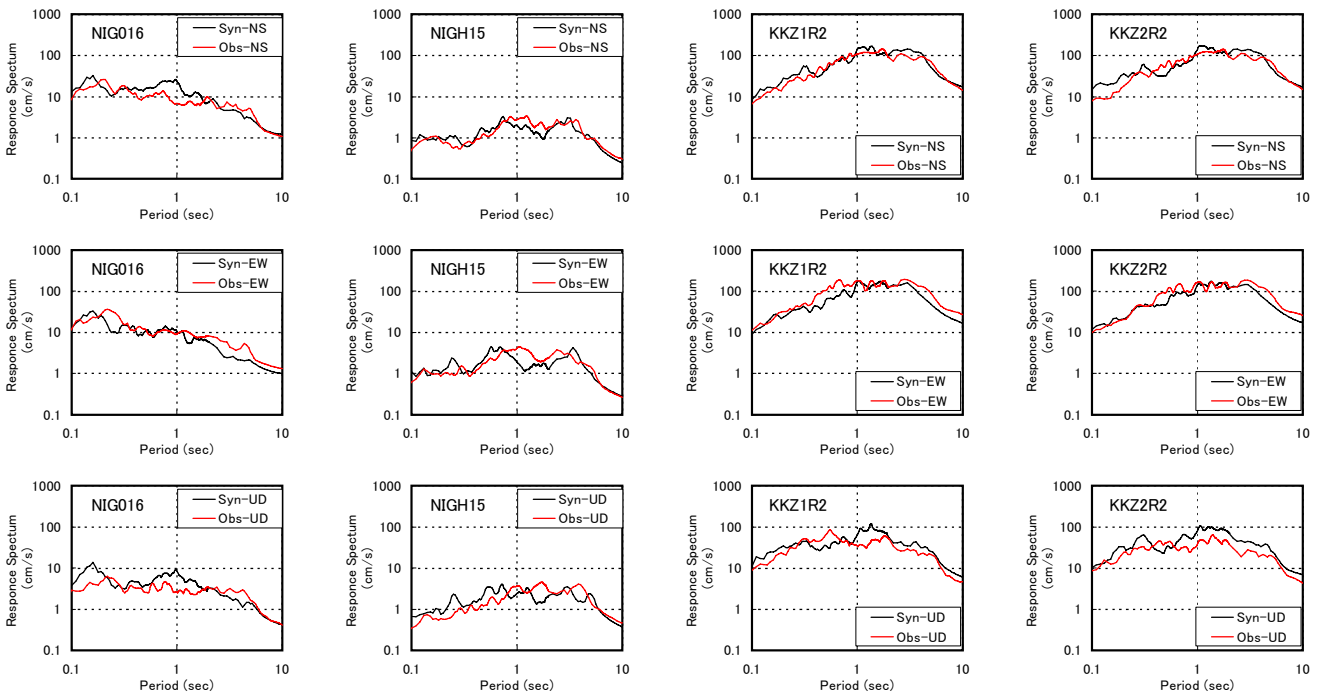 1000
100
10
1
0.1
Responce Spectrum
(cm/s)
NIG016
Syn-NS
Obs-NS
0.1
1
10
Period (sec)
1000
100
10
1
0.1
Responce Spectrum
(cm/s)
NIGH15
Syn-NS
Obs-NS
0.1
1
10
Period (sec)
1000
100
10
1
0.1
Responce Spectrum
(cm/s)
KKZ1R2
Syn-NS
Obs-NS
0.1
1
10
Period (sec)
1000
100
10
1
0.1
Responce Spectrum
(cm/s)
KKZ2R2
Syn-NS
Obs-NS
0.1
1
10
Period (sec)
1000
100
10
1
0.1
Responce Spectrum
(cm/s)
NIG016
Syn-EW
Obs-EW
0.1
1
10
Period (sec)
1000
100
10
1
0.1
Responce Spectrum
(cm/s)
NIGH15
Syn-EW
Obs-EW
0.1
1
10
Period (sec)
1000
100
10
1
0.1
Responce Spectrum
(cm/s)
KKZ1R2
Syn-EW
Obs-EW
0.1
1
10
Period (sec)
1000
100
10
1
0.1
Responce Spectrum
(cm/s)
KKZ2R2
Syn-EW
Obs-EW
0.1
1
10
Period (sec)
1000
100
10
1
0.1
Responce Spectum
(cm/s)
NIG016
Syn-UD
Obs-UD
0.1
1
10
Period (sec)
1000
100
10
1
0.1
Responce Spectum
(cm/s)
NIGH15
Syn-UD
Obs-UD
0.1
1
10
Period (sec)
1000
100
10
1
0.1
Responce Spectum
(cm/s)
KKZ1R2
Syn-UD
Obs-UD
0.1
1
10
Period (sec)
1000
100
10
1
0.1
Responce Spectum
(cm/s)
KKZ2R2
Syn-UD
Obs-UD
0.1
1
10
Period (sec)